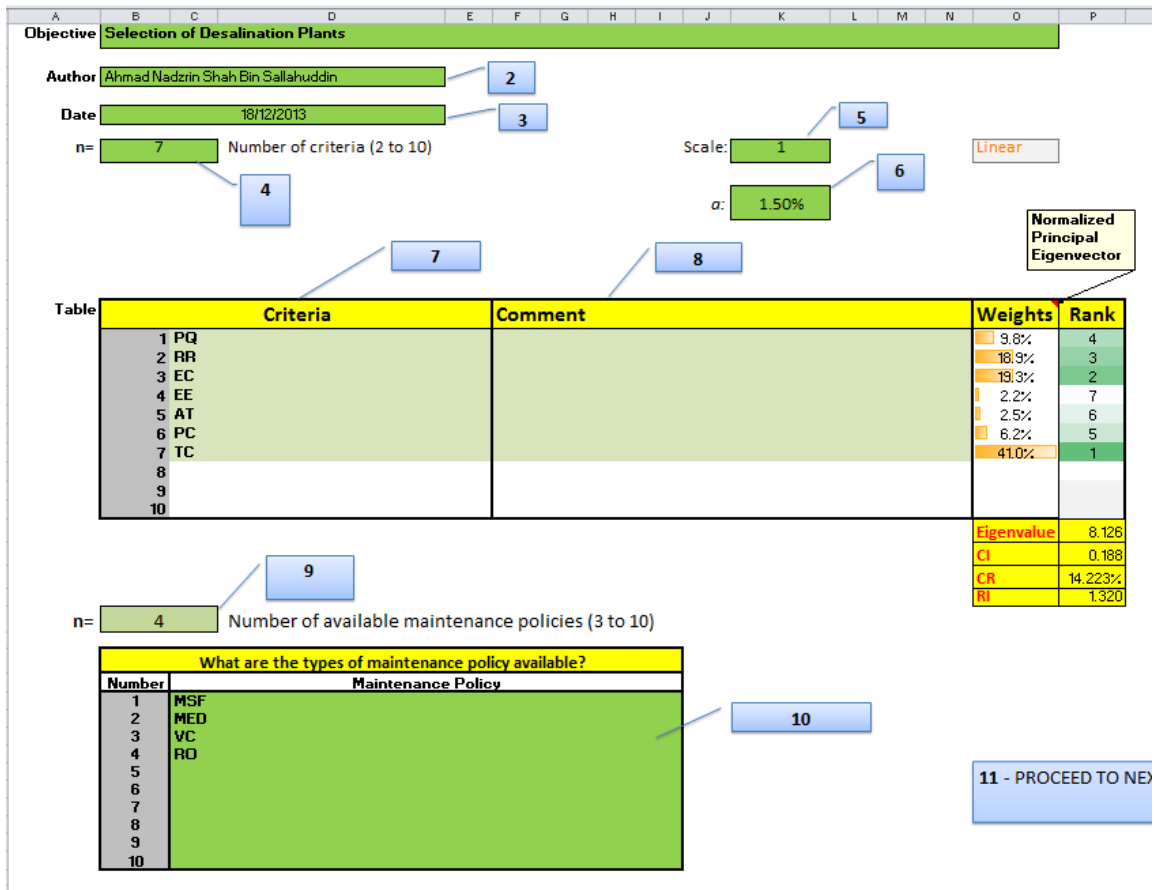 A B C D E F G H I J K L M N O P
Objective Selection of Desalination Plants
Author Ahmad Nadzrin Shah Bin Sallahuddin 2
Date 18/12/2013 3
n= 7 Number of criteria (2 to 10) Scale: 1 5 Linear
4 6
a: 1.50%
Normalized
Principal
Eigenvector
7 8
Table Criteria Comment Weights Rank
1 PQ 9.8% 4
2 RR 18.9% 3
3 EC 19.3% 2
4 EE 2.2% 7
5 AT 2.5% 6
6 PC 6.2% 5
7 TC 41.0% 1
8
9
10
Eigenvalue 8.126
CI 0.188
CR 14.223%
RI 1.320
9
n= 4 Number of available maintenance policies (3 to 10)
What are the types of maintenance policy available?
Number Maintenance Policy
1 MSF
2 MED
3 VC
4 RO
5
6
7
8
9
10
10
11 - PROCEED TO NEX